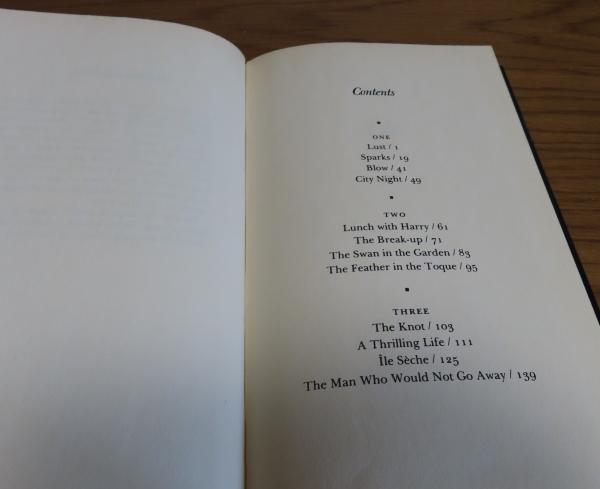 Contents
ONE
Lust / 1
Sparks / 19
Blow / 41
City Night / 49
TWO
Lunch with Harry / 61
The Break-up / 71
The Swan in the Garden / 83
The Feather in the Toque / 95
THREE
The Knot / 103
A Thrilling Life / 111
Île Sèche / 125
The Man Who Would Not Go Away / 139